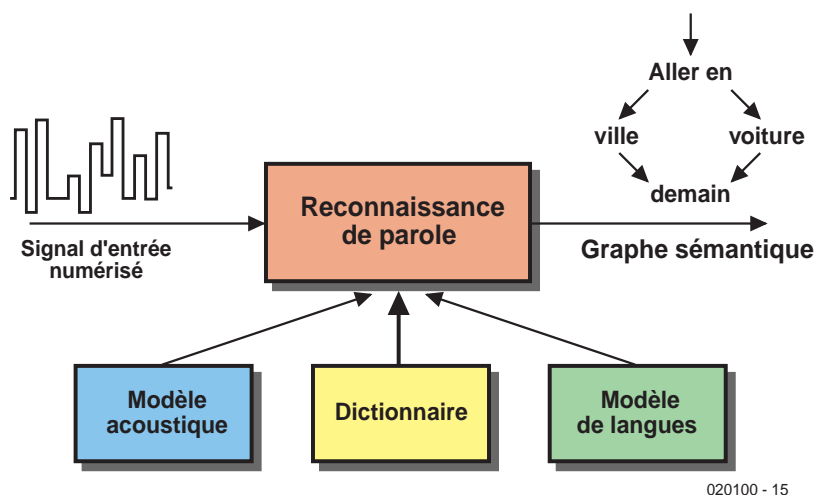 Aller en
ville
voiture
demain
Signal d'entrée
numérisé
Reconnaissance
de parole
Graphe sémantique
Modèle
acoustique
Dictionnaire
Modèle
de langues
020100 - 15